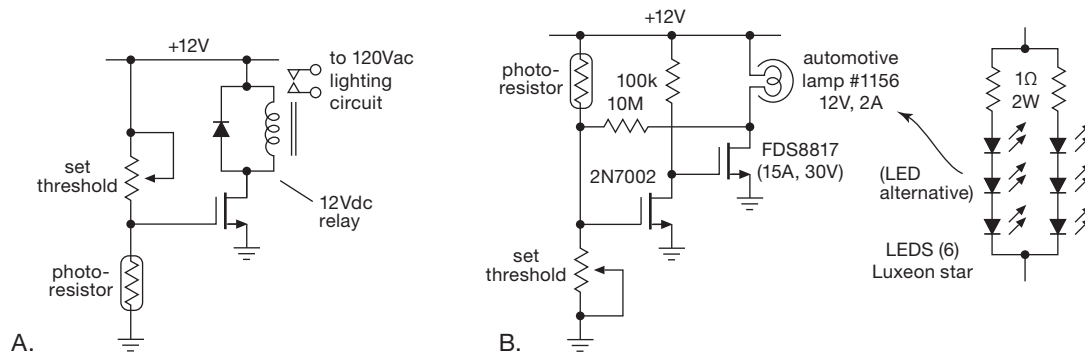 +12V
to 120Vac
lighting
circuit
set
threshold
12Vdc
relay
photo-
resistor
A.
+12V
photo-
resistor
100k
10M
automotive
lamp #1156
12V, 2A
2N7002
FDS8817
(15A, 30V)
set
threshold
B.
1Ω
2W
(LED
alternative)
LEDS (6)
Luxeon star